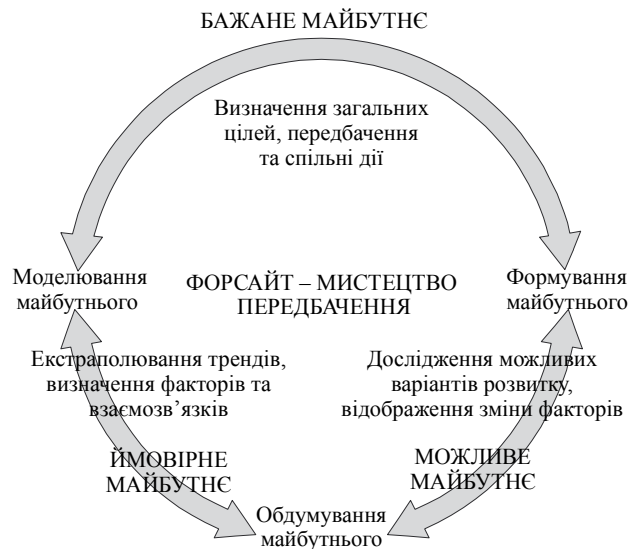 БАЖАНЕ МАЙБУТНЄ
Визначення загальних
цілей, передбачення
та спільні дії
Моделювання
майбутнього
ФОРСАЙТ – МИСТЕЦТВО
ПЕРЕДБАЧЕННЯ
Формування
майбутнього
Екстраполювання трендів,
визначення факторів та
взаємозв’язків
Дослідження можливих
варіантів розвитку,
відображення зміни факторів
ЙМОВІРНЕ
МАЙБУТНЄ
МОЖЛИВЕ
МАЙБУТНЄ
Обдумування
майбутнього